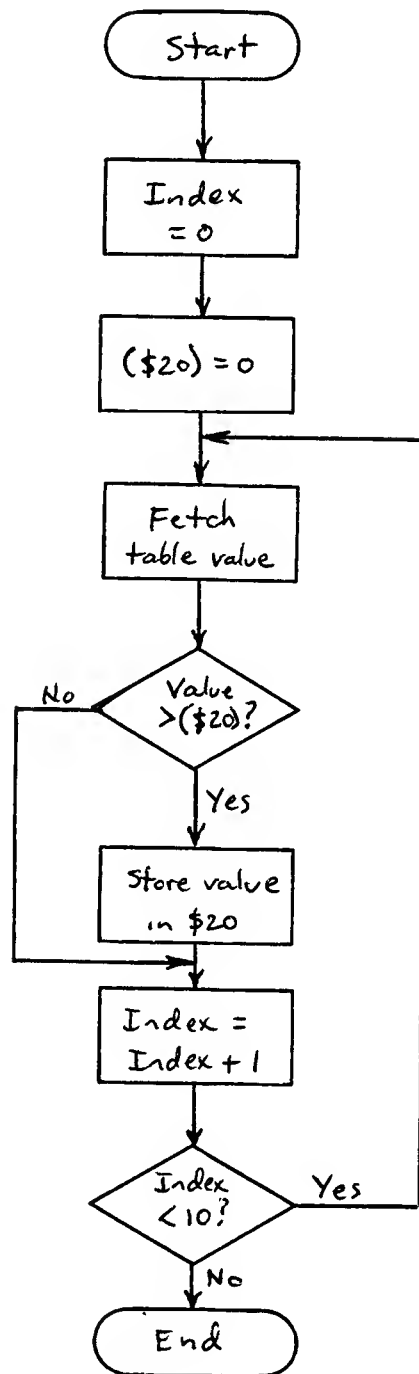 Start
Index
= 0
($20) = 0
Fetch
table value
Value
>($20)?
No
Yes
Store value
in $20
Index =
Index + 1
Index
< 10?
Yes
No
End